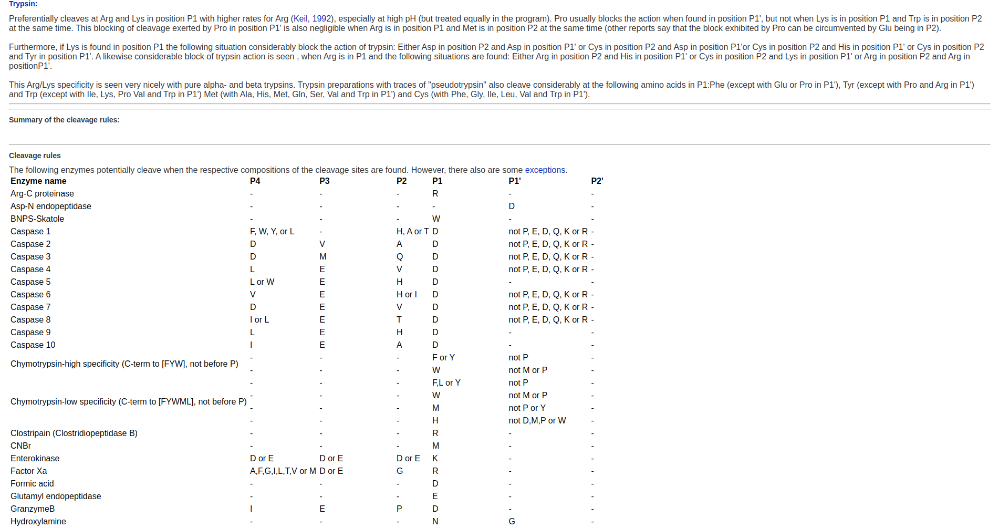 Trypsin:
Preferentially cleaves at Arg and Lys in position P1 with higher rates for Arg (Keil, 1992), especially at high pH (but treated equally in the program). Pro usually blocks the action when found in position P1', but not when Lys is in position P1 and Trp is in position P2
at the same time. This blocking of cleavage exerted by Pro in position P1' is also negligible when Arg is in position P1 and Met is in position P2 at the same time (other reports say that the block exhibited by Pro can be circumvented by Glu being in P2).
Furthermore, if Lys is found in position P1 the following situation considerably block the action of trypsin: Either Asp in position P2 and Asp in position P1' or Cys in position P2 and Asp in position P1'or Cys in position P2 and His in position P1' or Cys in position P2
and Tyr in position P1'. A likewise considerable block of trypsin action is seen , when Arg is in P1 and the following situations are found: Either Arg in position P2 and His in position P1' or Cys in position P2 and Lys in position P1' or Arg in position P2 and Arg in
positionP1'.
This Arg/Lys specificity is seen very nicely with pure alpha- and beta trypsins. Trypsin preparations with traces of "pseudotrypsin" also cleave considerably at the following amino acids in P1:Phe (except with Glu or Pro in P1'), Tyr (except with Pro and Arg in P1')
and Trp (except with Ile, Lys, Pro Val and Trp in P1') Met (with Ala, His, Met, Gln, Ser, Val and Trp in P1') and Cys (with Phe, Gly, Ile, Leu, Val and Trp in P1').
Summary of the cleavage rules:
Cleavage rules
The following enzymes potentially cleave when the respective compositions of the cleavage sites are found. However, there also are some exceptions.
Enzyme name P4 P3 P2 P1 P1' P2'
Arg-C proteinase - - - R - -
Asp-N endopeptidase - - - - D -
BNPS-Skatole - - - W - -
Caspase 1 F, W, Y, or L - H, A or T D not P, E, D, Q, K or R -
Caspase 2 D V A D not P, E, D, Q, K or R -
Caspase 3 D M Q D not P, E, D, Q, K or R -
Caspase 4 L E V D not P, E, D, Q, K or R -
Caspase 5 L or W E H D - -
Caspase 6 V E H or I D not P, E, D, Q, K or R -
Caspase 7 D E V D not P, E, D, Q, K or R -
Caspase 8 I or L E T D not P, E, D, Q, K or R -
Caspase 9 L E H D - -
Caspase 10 I E A D - -
Chymotrypsin-high specificity (C-term to [FYW], not before P) - - - F or Y not P -
- - - W not M or P -
- - - F,L or Y not P -
Chymotrypsin-low specificity (C-term to [FYWML], not before P) - - - W not M or P -
- - - M not P or Y -
- - - H not D,M,P or W -
Clostripain (Clostridiopeptidase B) - - - R - -
CNBr - - - M - -
Enterokinase D or E D or E D or E K - -
Factor Xa A,F,G,I,L,T,V or M D or E G R - -
Formic acid - - - D - -
Glutamyl endopeptidase - - - E - -
GranzymeB I E P D - -
Hydroxylamine - - - N G -